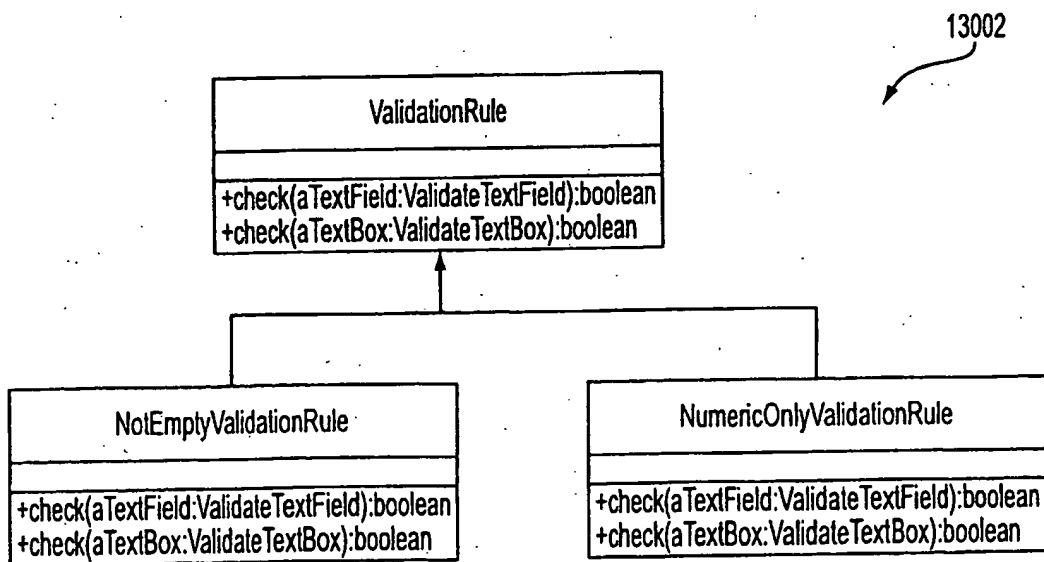 13002
ValidationRule
+check(aTextField:ValidateTextField):boolean
+check(aTextBox:ValidateTextBox):boolean
NotEmptyValidationRule
+check(aTextField:ValidateTextField):boolean
+check(aTextBox:ValidateTextBox):boolean
NumericOnlyValidationRule
+check(aTextField:ValidateTextField):boolean
+check(aTextBox:ValidateTextBox):boolean